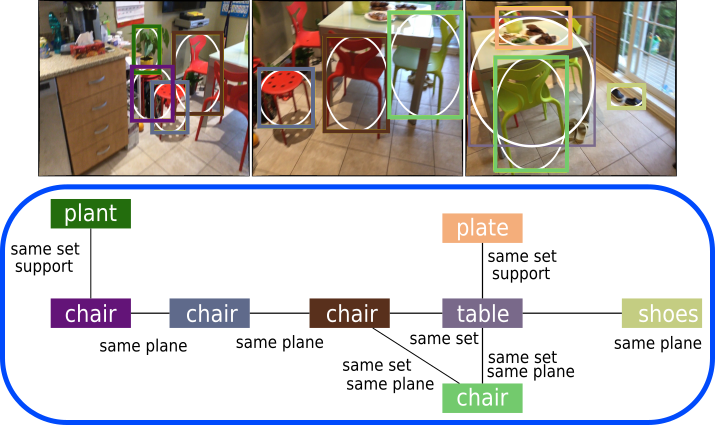 plant
plate
same set
support
same set
support
chair
chair
chair
table
shoes
same plane
same plane
same set
same plane
same set
same plane
same set
same plane
chair